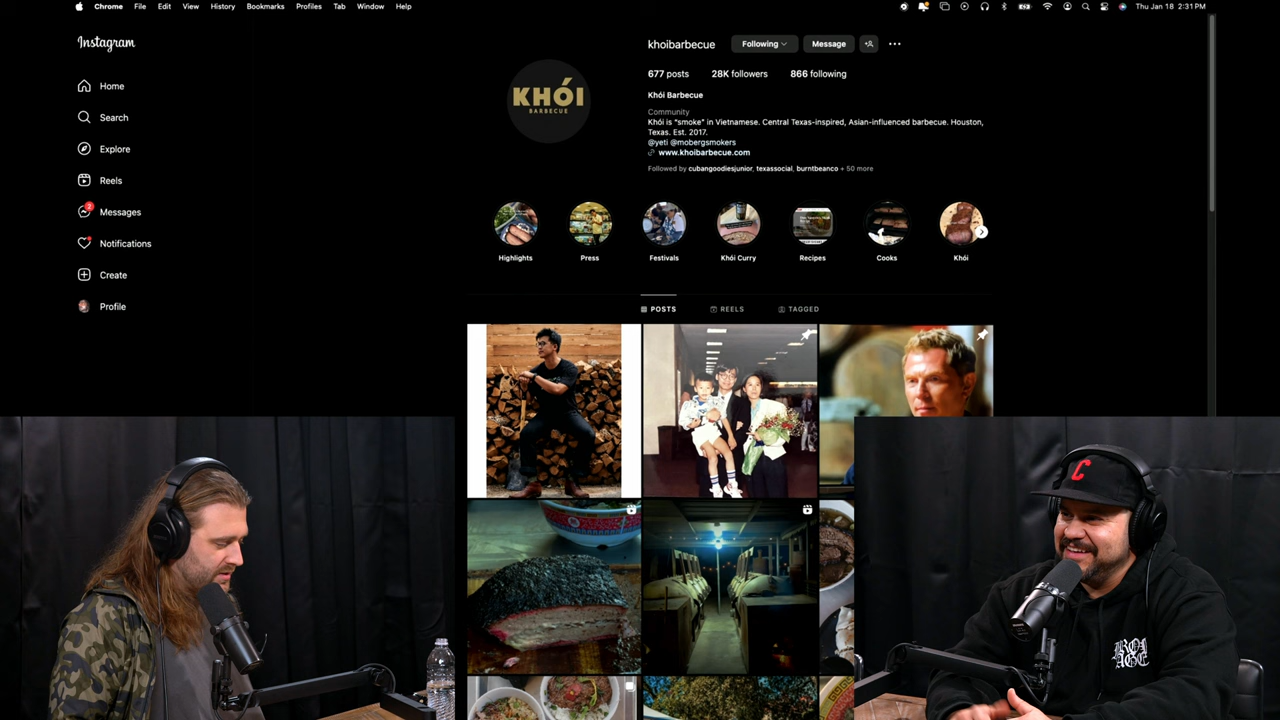 Chrome File Edit View History Bookmarks Profiles Tab Window Help
Thu Jan 18 2:31 PM
Instagram
Home
Search
Explore
Reels
2
Messages
Notifications
Create
Profile
KHÓI
BARBECUE
khoibarbecue Following Message
677 posts 28K followers 866 following
Khói Barbecue
Community
Khói is “smoke” in Vietnamese. Central Texas-inspired, Asian-influenced barbecue. Houston,
Texas. Est. 2017.
@yeti @mobergsmokers
www.khoibarbecue.com
Followed by cubangoodiesjunior, texassocial, burntbeanco + 50 more
Highlights Press Festivals Khói Curry Recipes Cooks Khói
POSTS REELS TAGGED
C
IRON
AGE